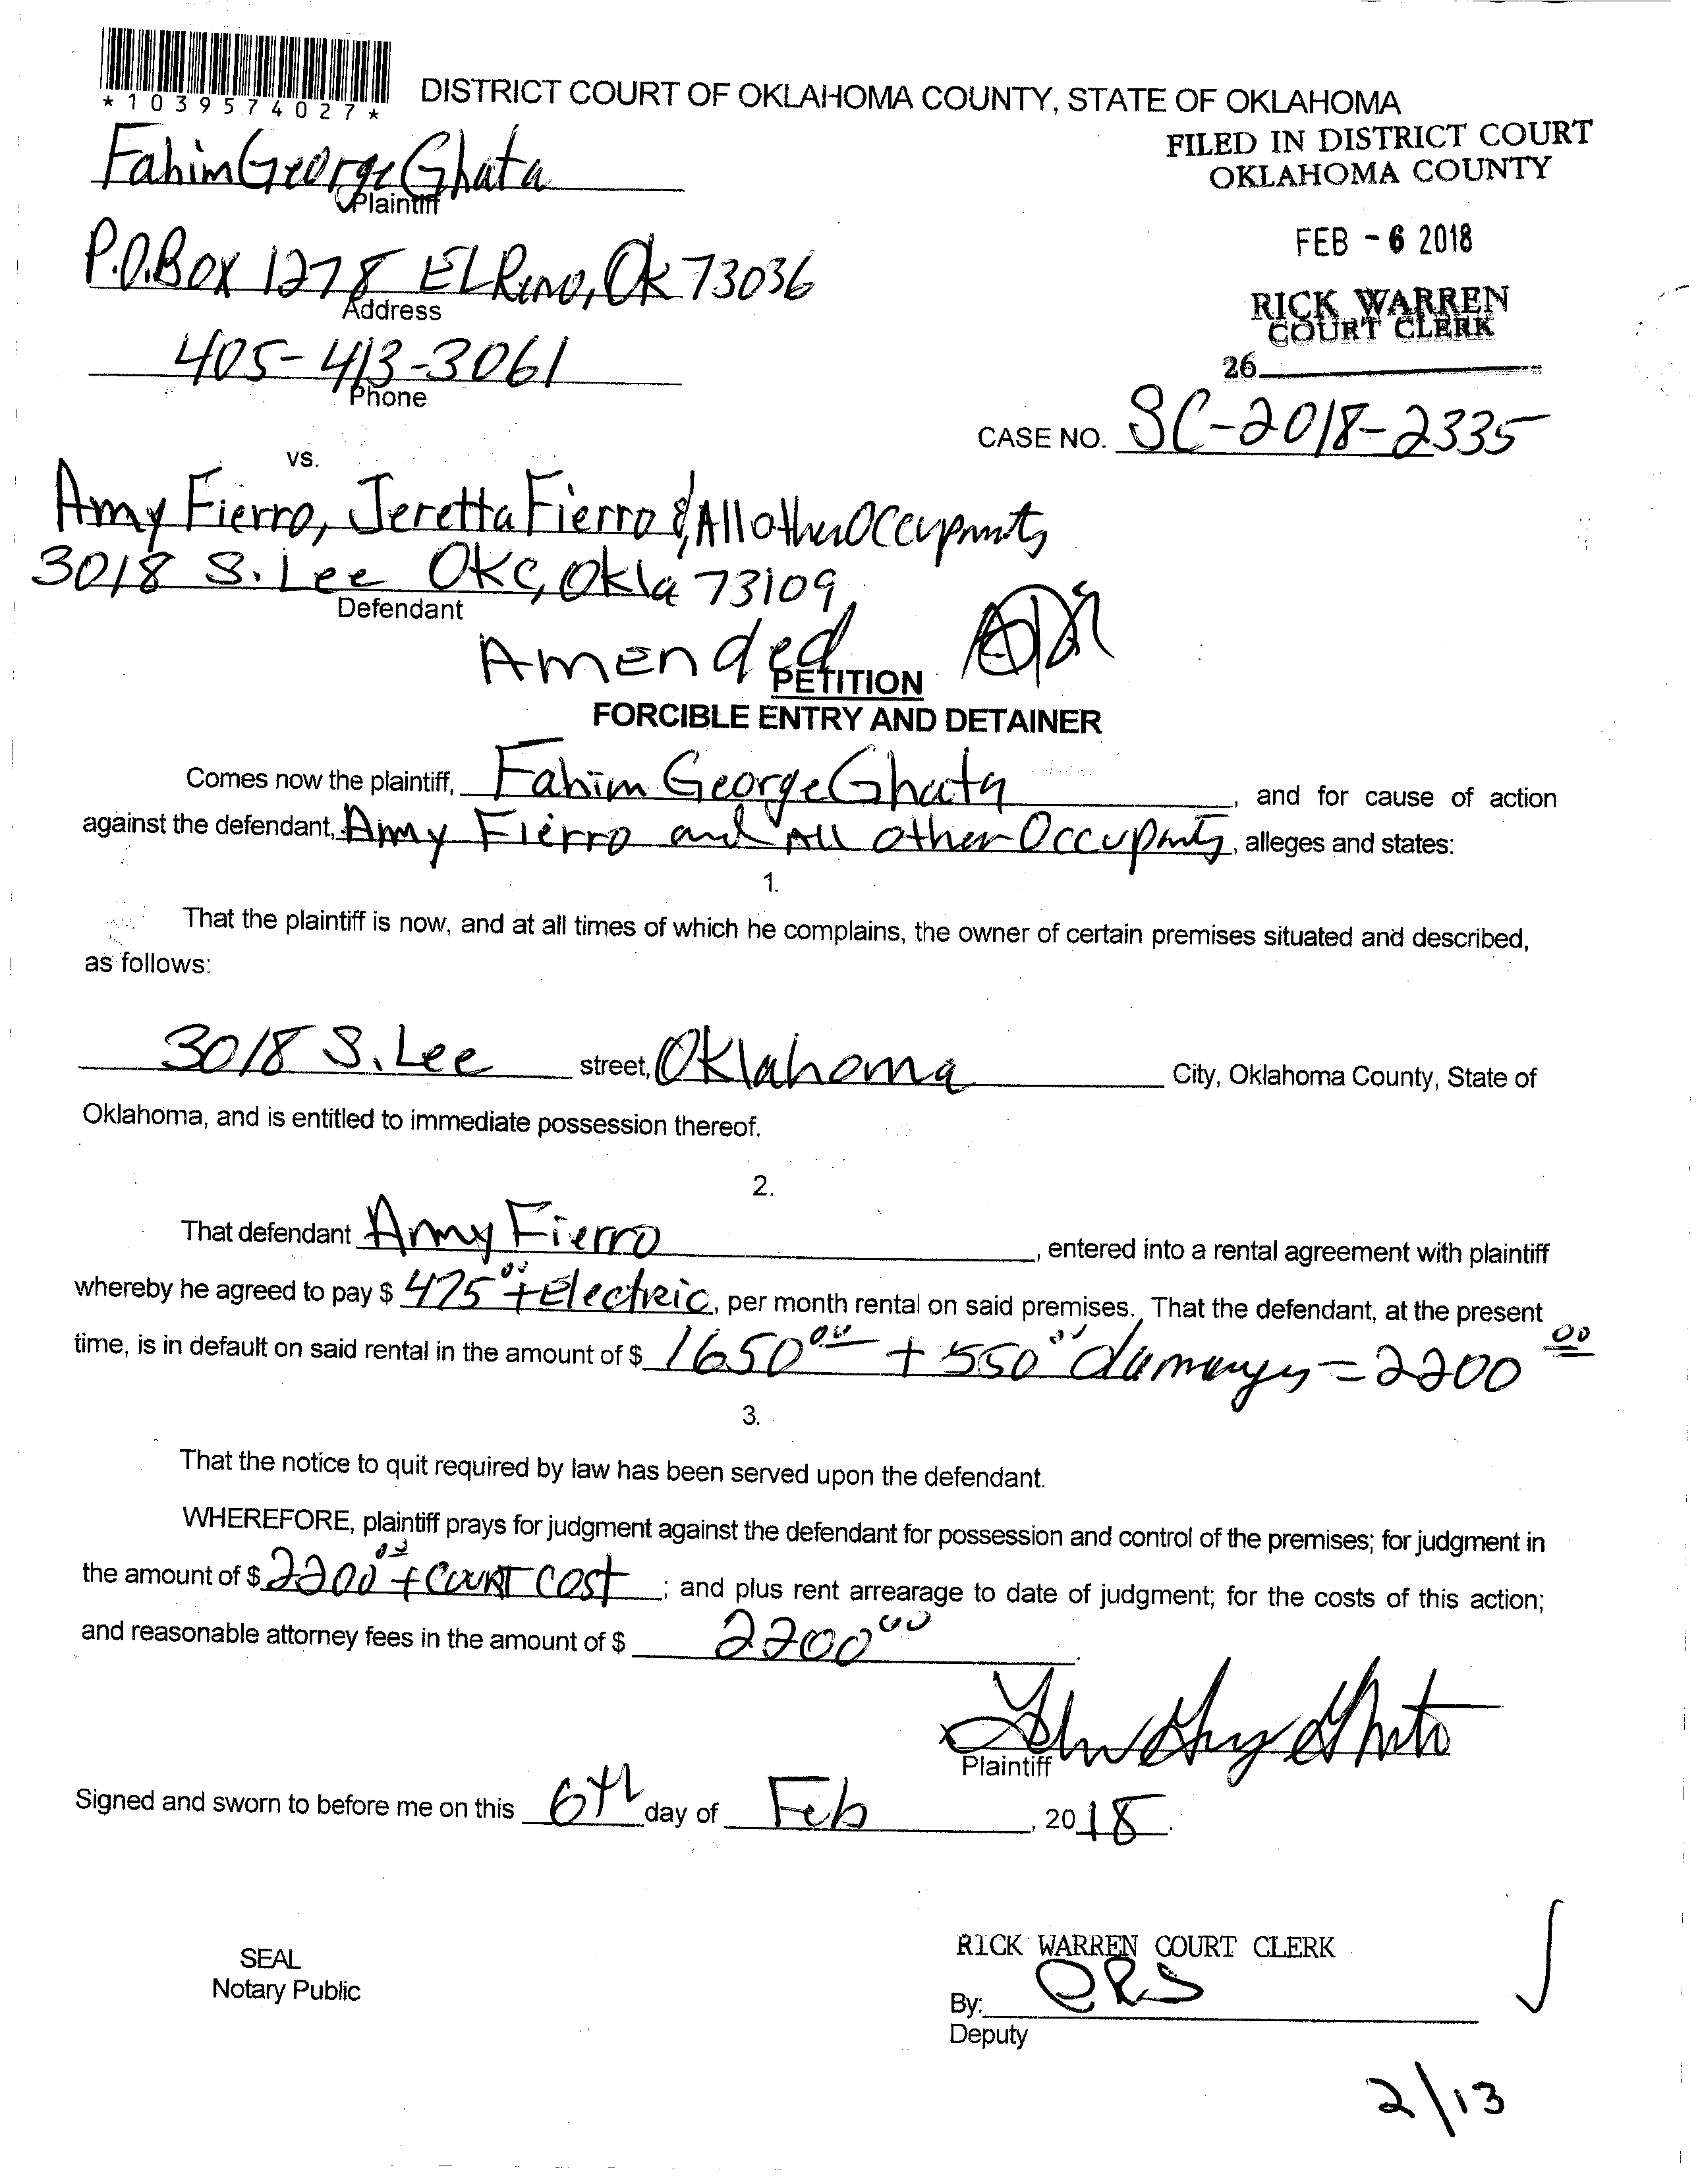 *1039574027*
DISTRICT COURT OF OKLAHOMA COUNTY, STATE OF OKLAHOMA
FILED IN DISTRICT COURT
OKLAHOMA COUNTY
Fahim George Ghata
Plaintiff
FEB - 6 2018
P.O.Box 1278 EL Reno, Ok 73036
Address
RICK WARREN
COURT CLERK
405-413-3061
Phone
26
CASE NO. SC-2018-2335
vs.
Amy Fierro, Jeretta Fierro & All other Occupants
3018 S. Lee OKC, Okla 73109
Defendant
Amended
PETITION
FORCIBLE ENTRY AND DETAINER
Comes now the plaintiff, Fahim George Ghata, and for cause of action
against the defendant, Amy Fierro and All other Occupants, alleges and states:
1.
That the plaintiff is now, and at all times of which he complains, the owner of certain premises situated and described,
as follows:
3018 S. Lee street, Oklahoma City, Oklahoma County, State of
Oklahoma, and is entitled to immediate possession thereof.
2.
That defendant Amy Fierro, entered into a rental agreement with plaintiff
whereby he agreed to pay $ 475 00 + Electric, per month rental on said premises. That the defendant, at the present
time, is in default on said rental in the amount of $ 1650 00 + 550 00 damages = 2200 00
3.
That the notice to quit required by law has been served upon the defendant.
WHEREFORE, plaintiff prays for judgment against the defendant for possession and control of the premises; for judgment in
the amount of $ 2200 00 + COURT COST; and plus rent arrearage to date of judgment; for the costs of this action;
and reasonable attorney fees in the amount of $ 2200 00.
Plaintiff
Signed and sworn to before me on this 6th day of Feb, 2018.
SEAL
Notary Public
RICK WARREN COURT CLERK
By: CRS
Deputy
2/13